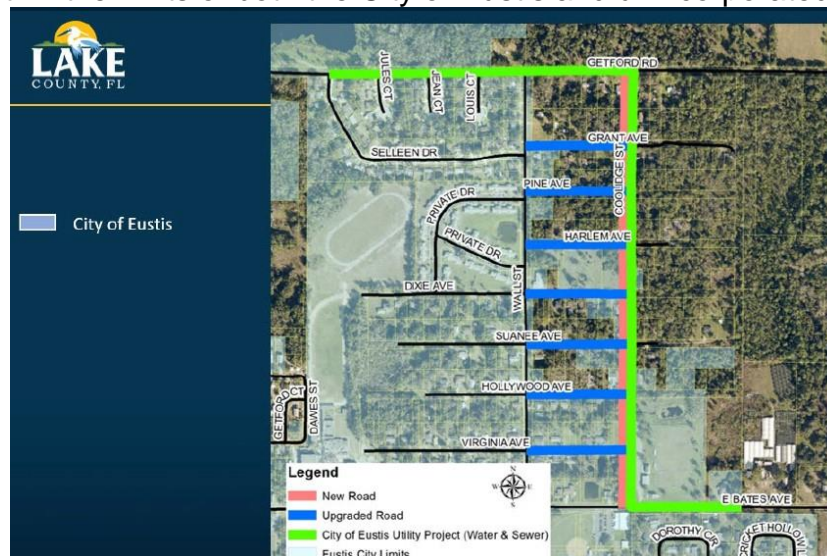 LAKE
COUNTY, FL
City of Eustis
GETFORD RD
JULES CT
JEAN CT
LOUIS CT
GRANT AVE
SELLEEN DR
COOLIDGE ST
PINE AVE
PRIVATE DR
HARLEM AVE
PRIVATE DR
WALL ST
DIXIE AVE
SUANEE AVE
HOLLYWOOD AVE
GETFORD CT
DAWES ST
VIRGINIA AVE
Legend
N
W
E
S
New Road
Upgraded Road
City of Eustis Utility Project (Water & Sewer)
Eustis City Limits
E BATES AVE
DOROTHY CIR
CRICKET HOLLOW L